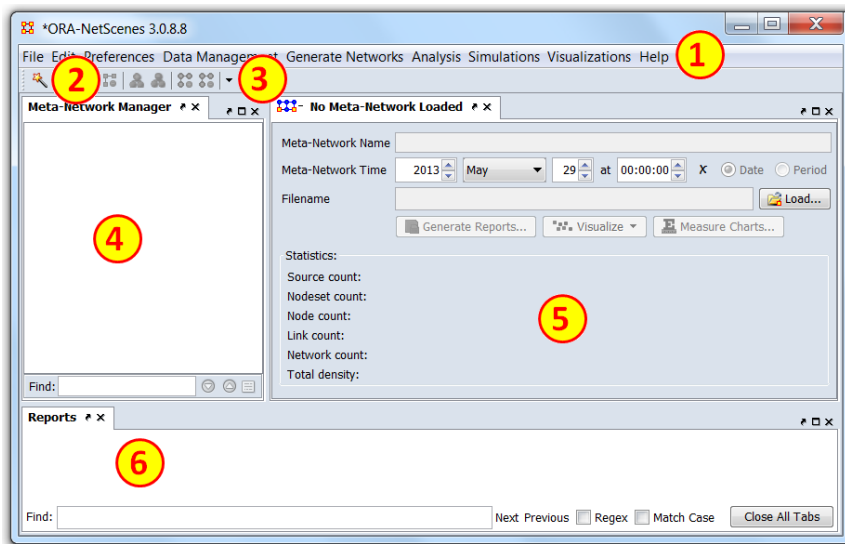 *ORA-NetScenes 3.0.8.8
File Edit Preferences Data Management Generate Networks Analysis Simulations Visualizations Help
1
2
3
Meta-Network Manager
No Meta-Network Loaded
Meta-Network Name
Meta-Network Time 2013 May 29 at 00:00:00 X Date Period
Filename Load...
Generate Reports... Visualize Measure Charts...
4
Statistics:
Source count:
Nodeset count:
Node count:
5
Link count:
Network count:
Total density:
Find:
Reports
6
Find: Next Previous Regex Match Case Close All Tabs